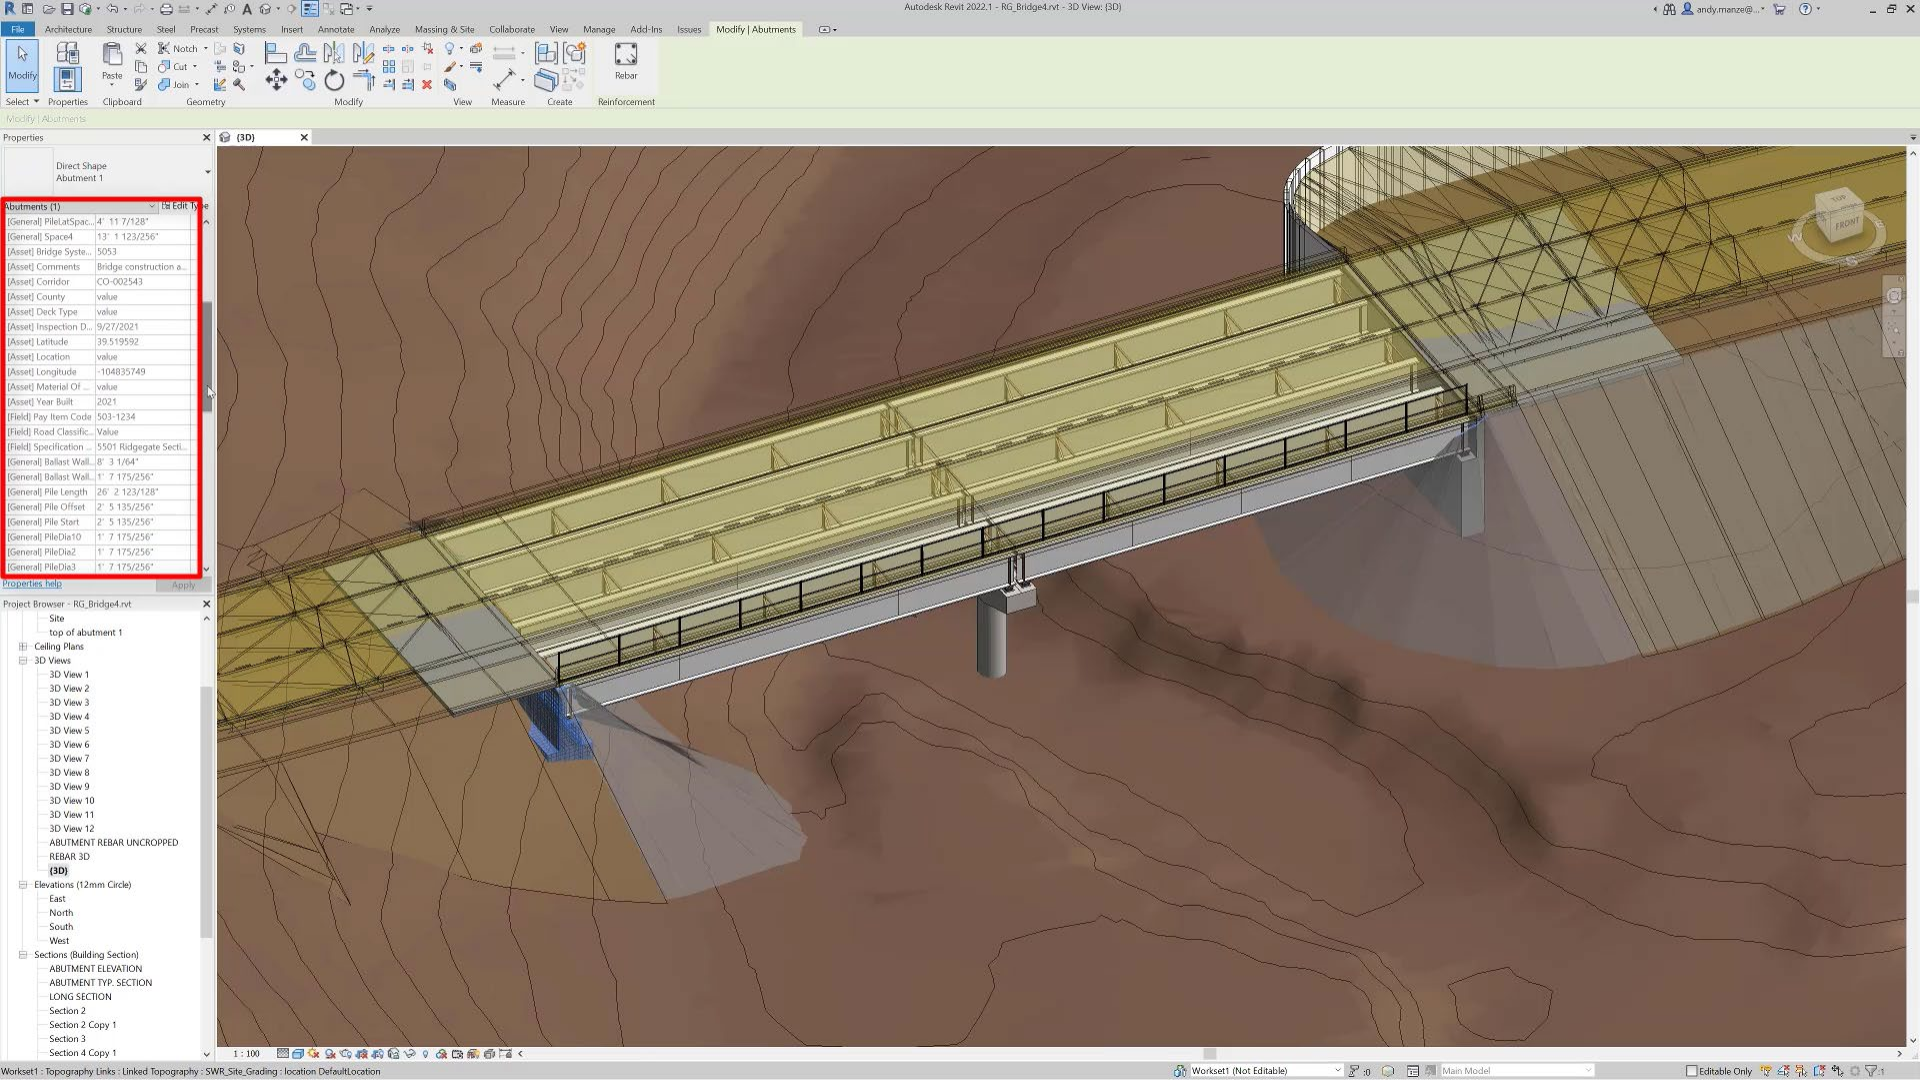 Autodesk Revit 2022.1 - RG_Bridge4.rvt - 3D View: {3D}
andy.manze@...
File Architecture Structure Steel Precast Systems Insert Annotate Analyze Massing & Site Collaborate View Manage Add-Ins Issues Modify | Abutments
Modify
Paste
Notch
Cut
Join
Rebar
Select Properties Clipboard Geometry Modify View Measure Create Reinforcement
Modify | Abutments
Properties
{3D}
Direct Shape
Abutment 1
Abutments (1) Edit Type
[General] PileLatSpac... 4' 11 7/128"
[General] Space4 13' 1 123/256"
[Asset] Bridge Syste... 5053
[Asset] Comments Bridge construction a...
[Asset] Corridor CO-002543
[Asset] County value
[Asset] Deck Type value
[Asset] Inspection D... 9/27/2021
[Asset] Latitude 39.519592
[Asset] Location value
[Asset] Longitude -104835749
[Asset] Material Of ... value
[Asset] Year Built 2021
[Field] Pay Item Code 503-1234
[Field] Road Classific... Value
[Field] Specification ... 5501 Ridgegate Secti...
[General] Ballast Wall... 8' 3 1/64"
[General] Ballast Wall... 1' 7 175/256"
[General] Pile Length 26' 2 123/128"
[General] Pile Offset 2' 5 135/256"
[General] Pile Start 2' 5 135/256"
[General] PileDia10 1' 7 175/256"
[General] PileDia2 1' 7 175/256"
[General] PileDia3 1' 7 175/256"
Properties help Apply
Project Browser - RG_Bridge4.rvt
Site
top of abutment 1
Ceiling Plans
3D Views
3D View 1
3D View 2
3D View 3
3D View 4
3D View 5
3D View 6
3D View 7
3D View 8
3D View 9
3D View 10
3D View 11
3D View 12
ABUTMENT REBAR UNCROPPED
REBAR 3D
{3D}
Elevations (12mm Circle)
East
North
South
West
Sections (Building Section)
ABUTMENT ELEVATION
ABUTMENT TYP. SECTION
LONG SECTION
Section 2
Section 2 Copy 1
Section 3
Section 4 Copy 1
TOP
FRONT
W
S
1 : 100
Workset1 : Topography Links : Linked Topography : SWR_Site_Grading : location DefaultLocation
Workset1 (Not Editable)
:0
Main Model
Editable Only
:1